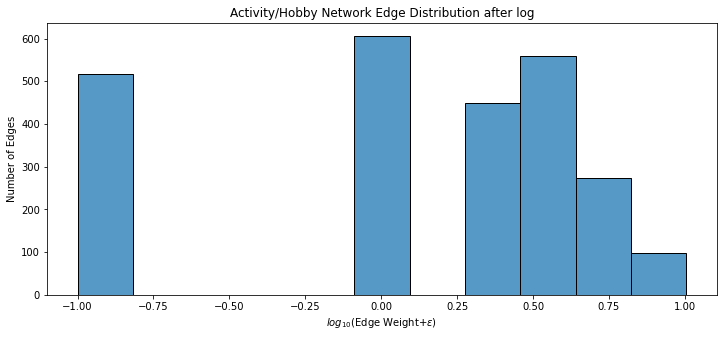 Activity/Hobby Network Edge Distribution after log
600
500
400
300
200
100
0
Number of Edges
−1.00 −0.75 −0.50 −0.25 0.00 0.25 0.50 0.75 1.00
log₁₀(Edge Weight+ε)